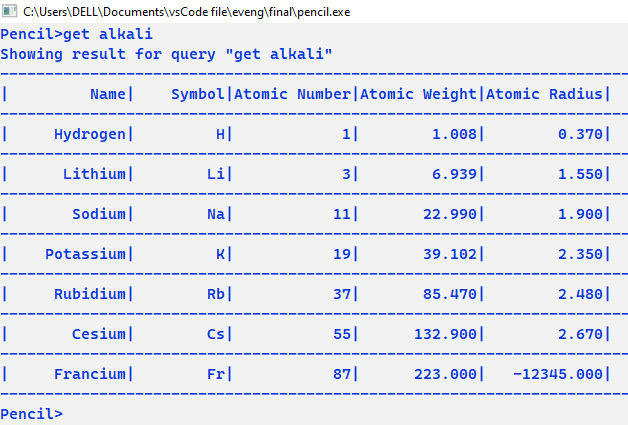 C:\Users\DELL\Documents\vsCode file\eveng\final\pencil.exe
Pencil>get alkali
Showing result for query "get alkali"
| Name| Symbol|Atomic Number|Atomic Weight|Atomic Radius|
| Hydrogen| H| 1| 1.008| 0.370|
| Lithium| Li| 3| 6.939| 1.550|
| Sodium| Na| 11| 22.990| 1.900|
| Potassium| K| 19| 39.102| 2.350|
| Rubidium| Rb| 37| 85.470| 2.480|
| Cesium| Cs| 55| 132.900| 2.670|
| Francium| Fr| 87| 223.000| -12345.000|
Pencil>